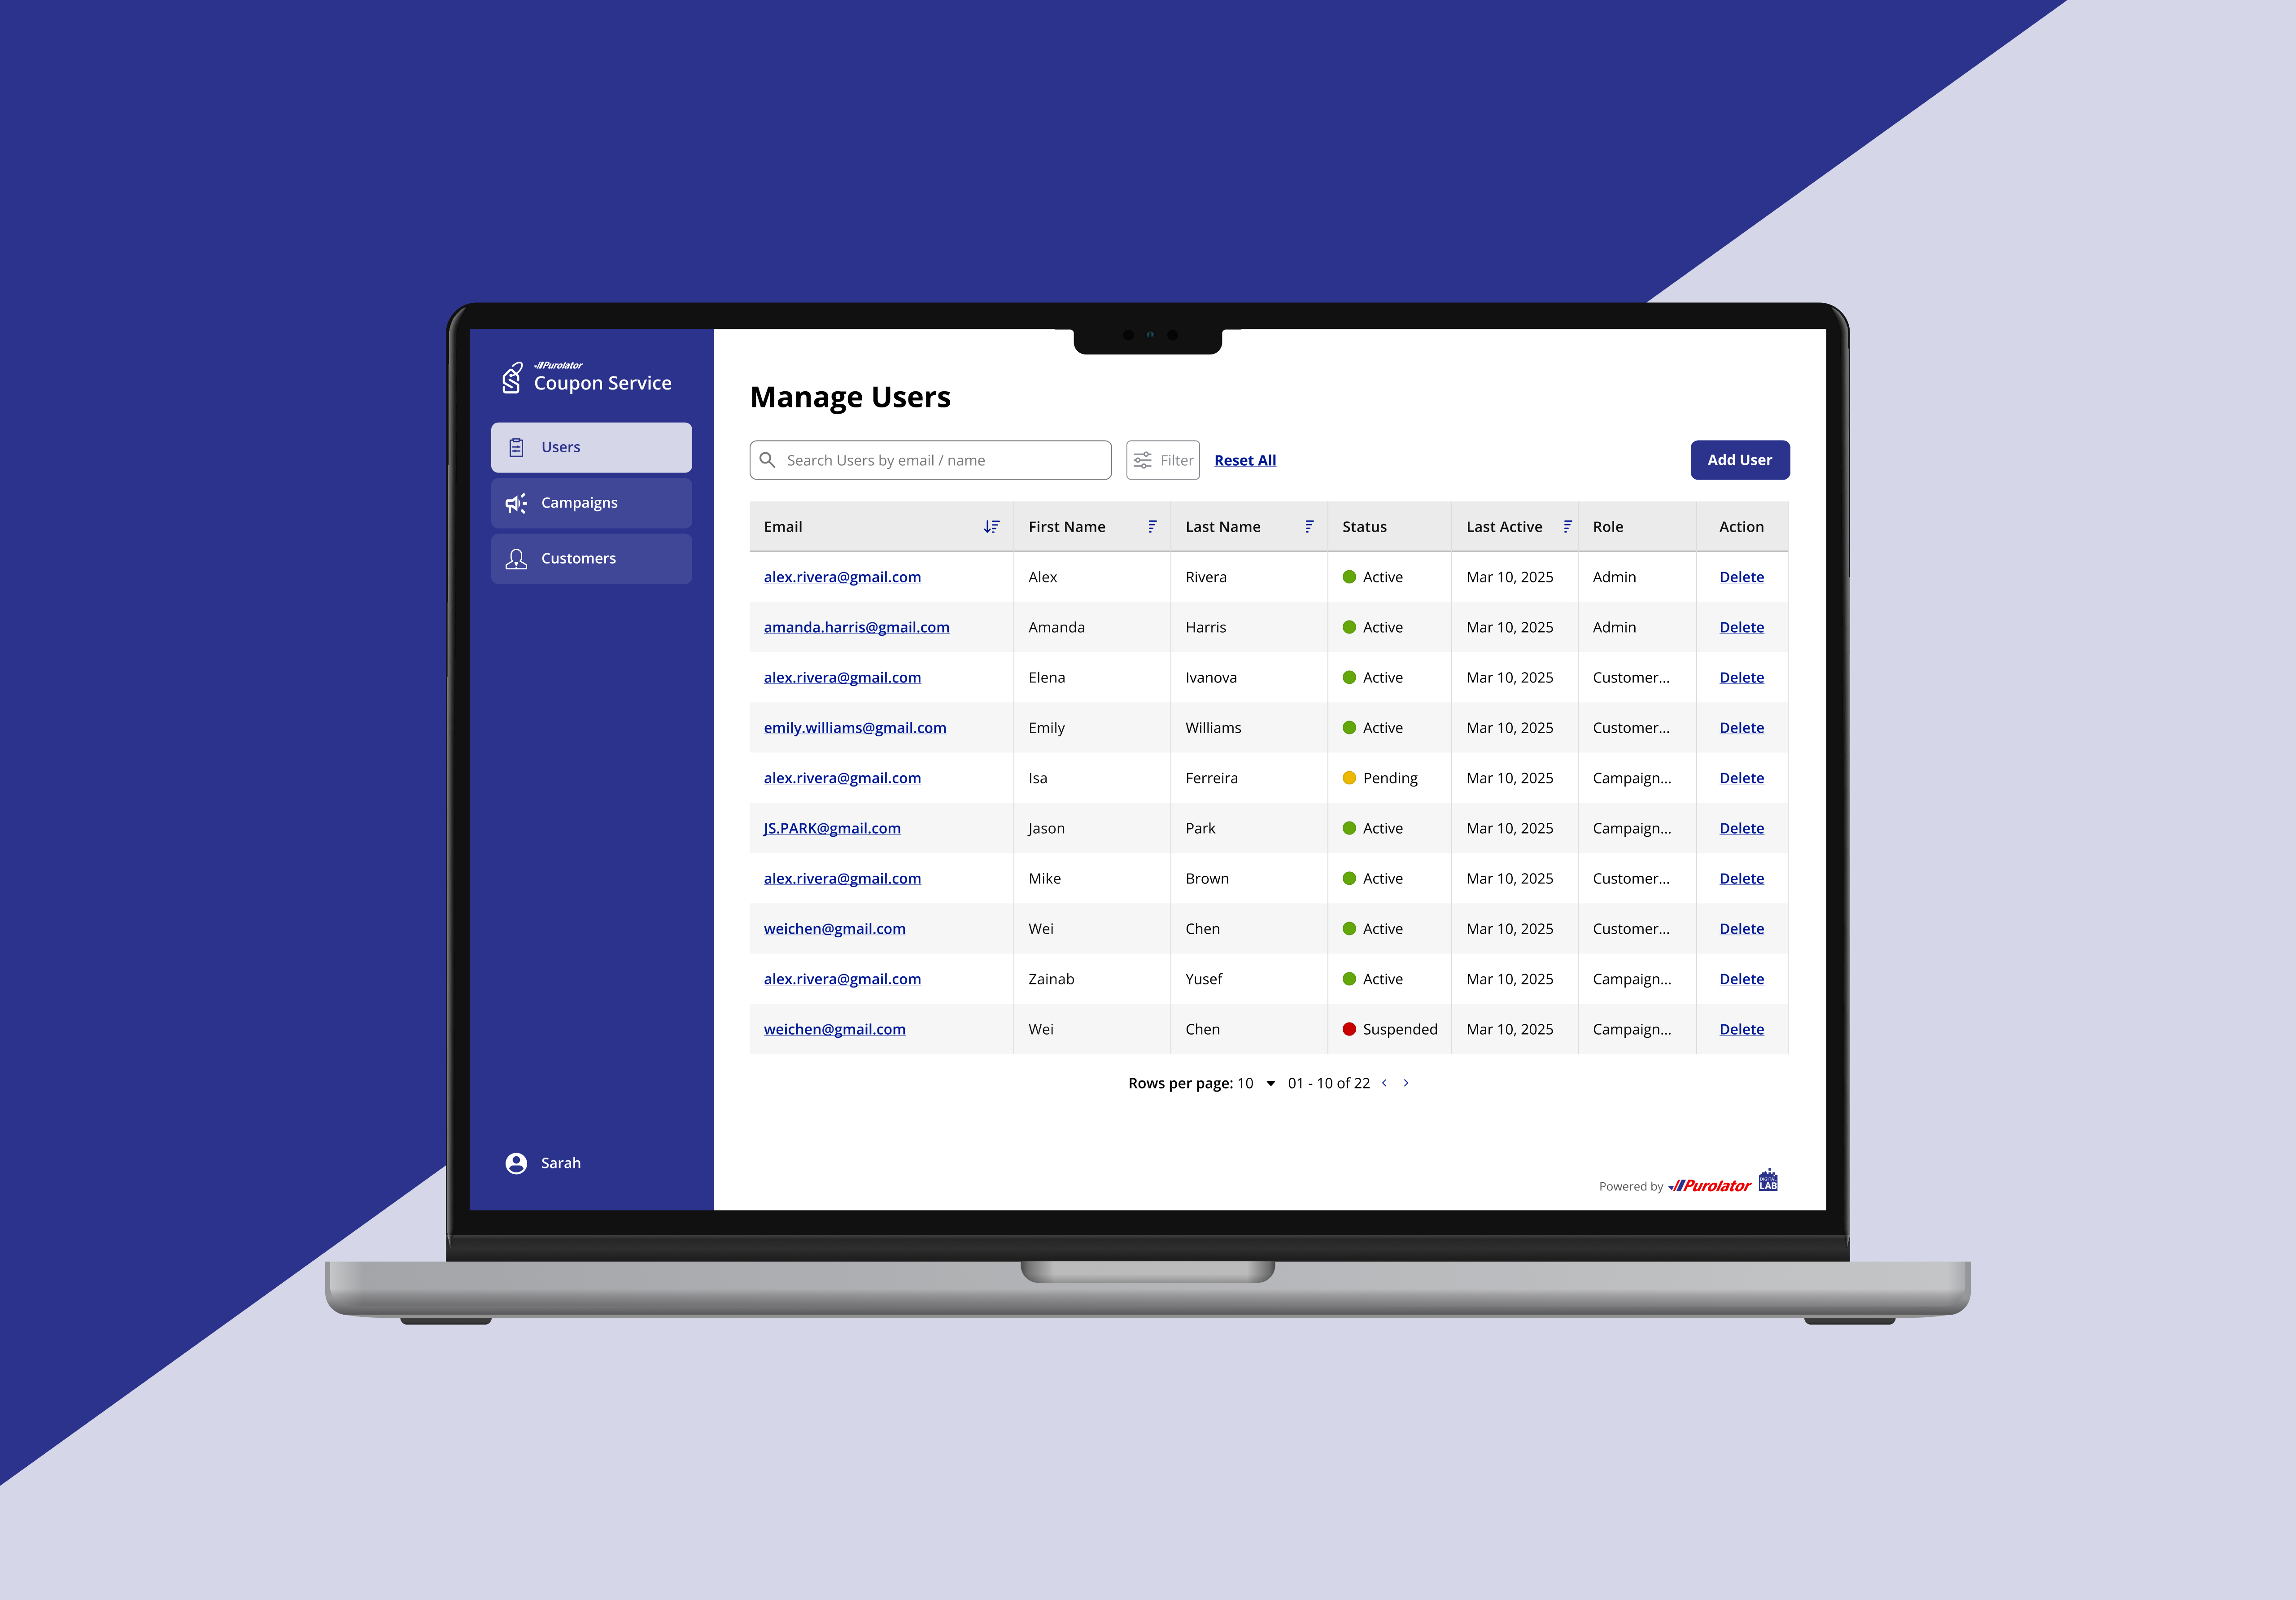 Purolator
Coupon Service
Users
Campaigns
Customers
Sarah
Manage Users
Search Users by email / name Filter Reset All Add User
Email First Name Last Name Status Last Active Role Action
alex.rivera@gmail.com Alex Rivera Active Mar 10, 2025 Admin Delete
amanda.harris@gmail.com Amanda Harris Active Mar 10, 2025 Admin Delete
alex.rivera@gmail.com Elena Ivanova Active Mar 10, 2025 Customer... Delete
emily.williams@gmail.com Emily Williams Active Mar 10, 2025 Customer... Delete
alex.rivera@gmail.com Isa Ferreira Pending Mar 10, 2025 Campaign... Delete
JS.PARK@gmail.com Jason Park Active Mar 10, 2025 Campaign... Delete
alex.rivera@gmail.com Mike Brown Active Mar 10, 2025 Customer... Delete
weichen@gmail.com Wei Chen Active Mar 10, 2025 Customer... Delete
alex.rivera@gmail.com Zainab Yusef Active Mar 10, 2025 Campaign... Delete
weichen@gmail.com Wei Chen Suspended Mar 10, 2025 Campaign... Delete
Rows per page: 10 01 - 10 of 22
Powered by Purolator DIGITAL LAB